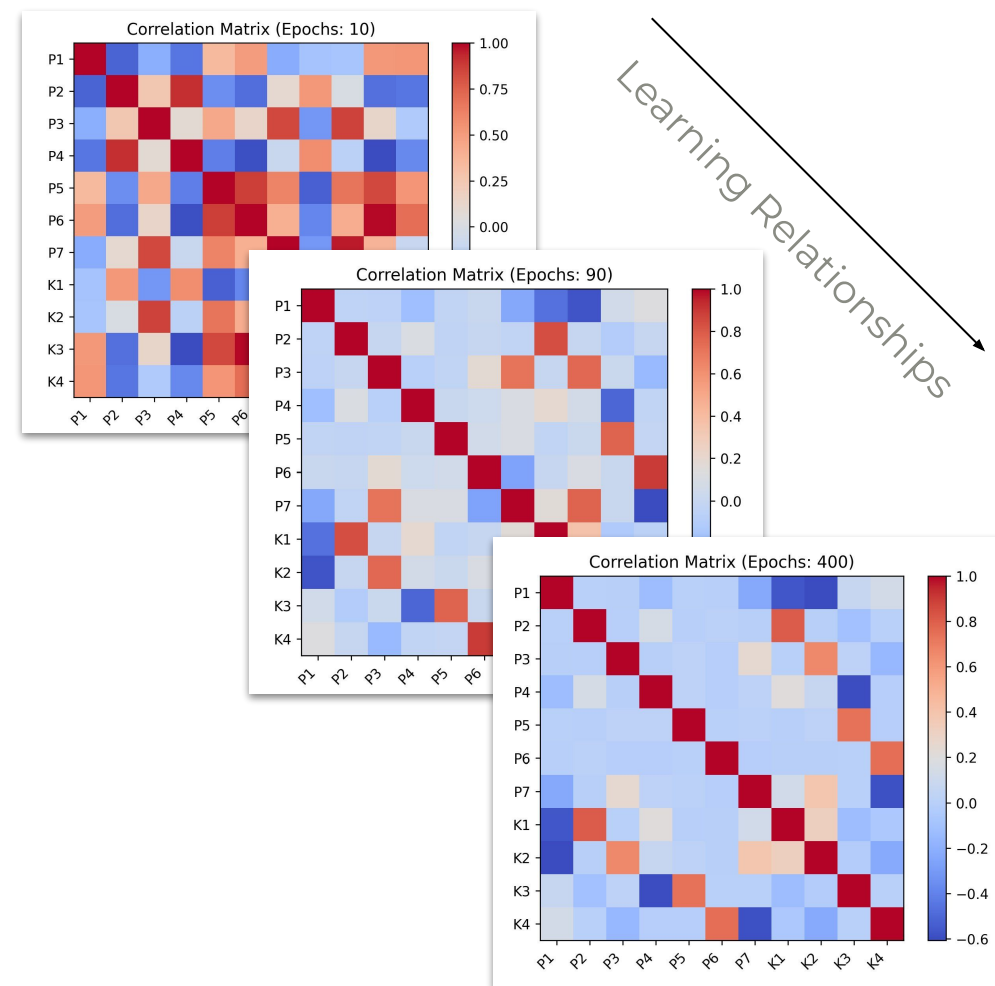 Correlation Matrix (Epochs: 10)
P1
P2
P3
P4
P5
P6
P7
K1
K2
K3
K4
P1 P2 P3 P4 P5 P6
1.00
0.75
0.50
0.25
0.00
Learning Relationships
Correlation Matrix (Epochs: 90)
P1
P2
P3
P4
P5
P6
P7
K1
K2
K3
K4
P1 P2 P3 P4 P5 P6
1.0
0.8
0.6
0.4
0.2
0.0
Correlation Matrix (Epochs: 400)
P1
P2
P3
P4
P5
P6
P7
K1
K2
K3
K4
P1 P2 P3 P4 P5 P6 P7 K1 K2 K3 K4
1.0
0.8
0.6
0.4
0.2
0.0
−0.2
−0.4
−0.6